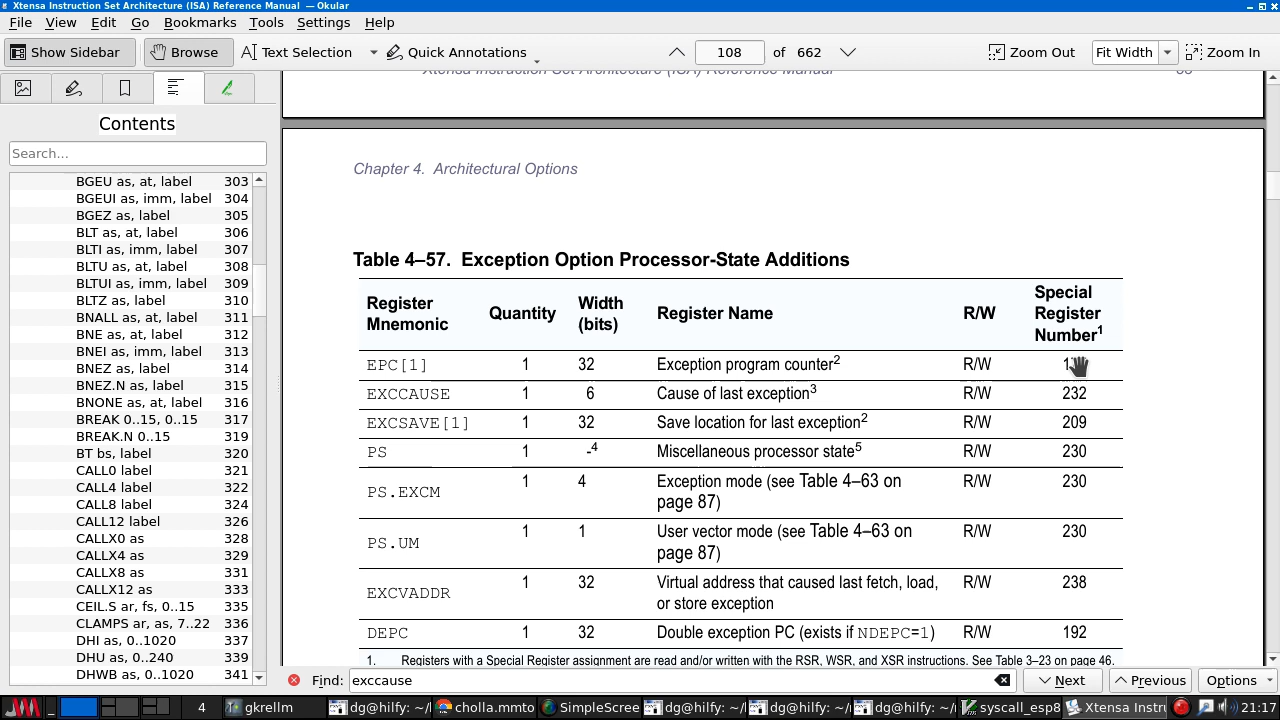 Xtensa Instruction Set Architecture (ISA) Reference Manual — Okular
File View Edit Go Bookmarks Tools Settings Help
Show Sidebar Browse Text Selection Quick Annotations 108 of 662 Zoom Out Fit Width Zoom In
Contents
Search...
BGEU as, at, label 303
BGEUI as, imm, label 304
BGEZ as, label 305
BLT as, at, label 306
BLTI as, imm, label 307
BLTU as, at, label 308
BLTUI as, imm, label 309
BLTZ as, label 310
BNALL as, at, label 311
BNE as, at, label 312
BNEI as, imm, label 313
BNEZ as, label 314
BNEZ.N as, label 315
BNONE as, at, label 316
BREAK 0..15, 0..15 317
BREAK.N 0..15 319
BT bs, label 320
CALL0 label 321
CALL4 label 322
CALL8 label 324
CALL12 label 326
CALLX0 as 328
CALLX4 as 329
CALLX8 as 331
CALLX12 as 333
CEIL.S ar, fs, 0..15 335
CLAMPS ar, as, 7..22 336
DHI as, 0..1020 337
DHU as, 0..240 339
DHWB as, 0..1020 341
Xtensa Instruction Set Architecture (ISA) Reference Manual
Chapter 4. Architectural Options
Table 4–57. Exception Option Processor-State Additions
Register Mnemonic Quantity Width (bits) Register Name R/W Special Register Number1
EPC[1] 1 32 Exception program counter2 R/W
EXCCAUSE 1 6 Cause of last exception3 R/W 232
EXCSAVE[1] 1 32 Save location for last exception2 R/W 209
PS 1 -4 Miscellaneous processor state5 R/W 230
PS.EXCM 1 4 Exception mode (see Table 4–63 on R/W 230
page 87)
PS.UM 1 1 User vector mode (see Table 4–63 on R/W 230
page 87)
EXCVADDR 1 32 Virtual address that caused last fetch, load, R/W 238
or store exception
DEPC 1 32 Double exception PC (exists if NDEPC=1) R/W 192
1. Registers with a Special Register assignment are read and/or written with the RSR, WSR, and XSR instructions. See Table 3–23 on page 46.
Find: exccause Next Previous Options
4 gkrellm dg@hilfy: ~/ cholla.mmto SimpleScree dg@hilfy: ~/ dg@hilfy: ~/ dg@hilfy: ~/ syscall_esp8 Xtensa Instr 21:17